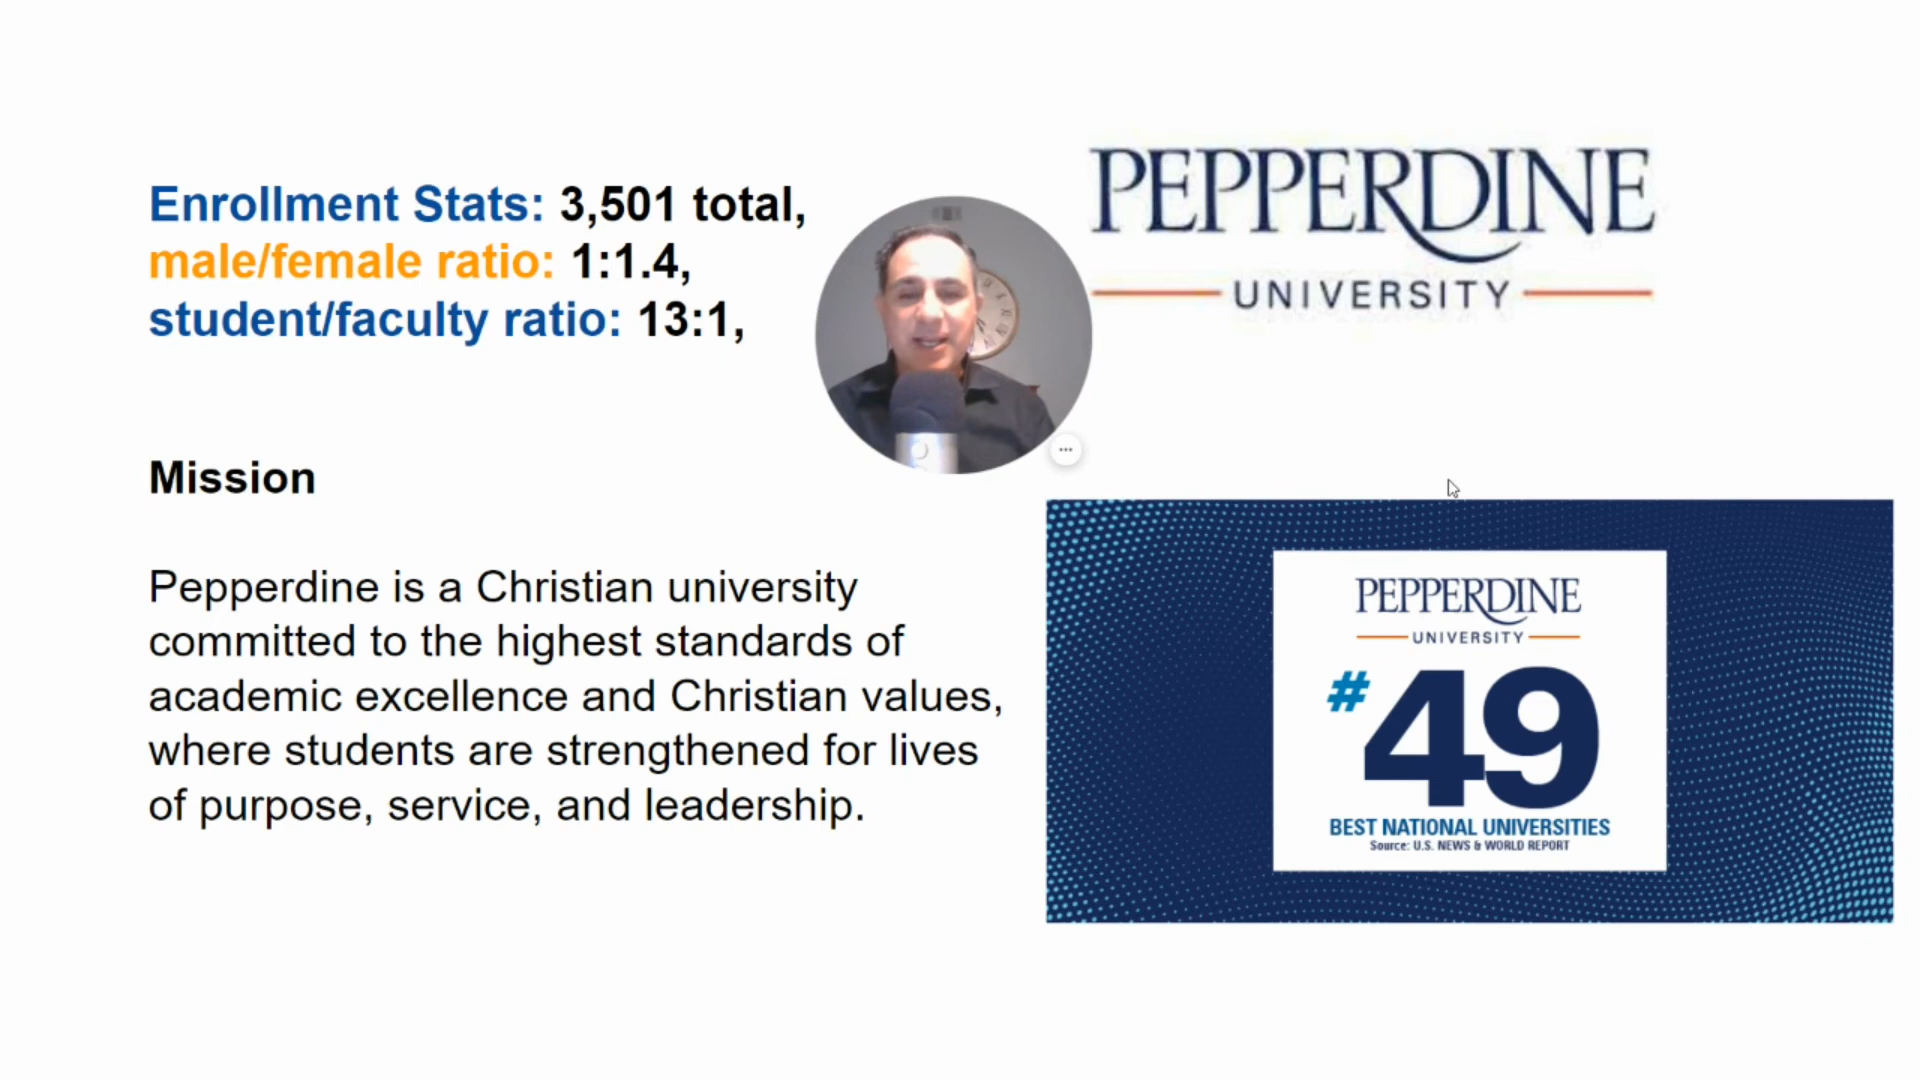 Enrollment Stats: 3,501 total,
male/female ratio: 1:1.4,
student/faculty ratio: 13:1,
Mission
Pepperdine is a Christian university
committed to the highest standards of
academic excellence and Christian values,
where students are strengthened for lives
of purpose, service, and leadership.
PEPPERDINE
UNIVERSITY
PEPPERDINE
UNIVERSITY
#49
BEST NATIONAL UNIVERSITIES
Source: U.S. NEWS & WORLD REPORT